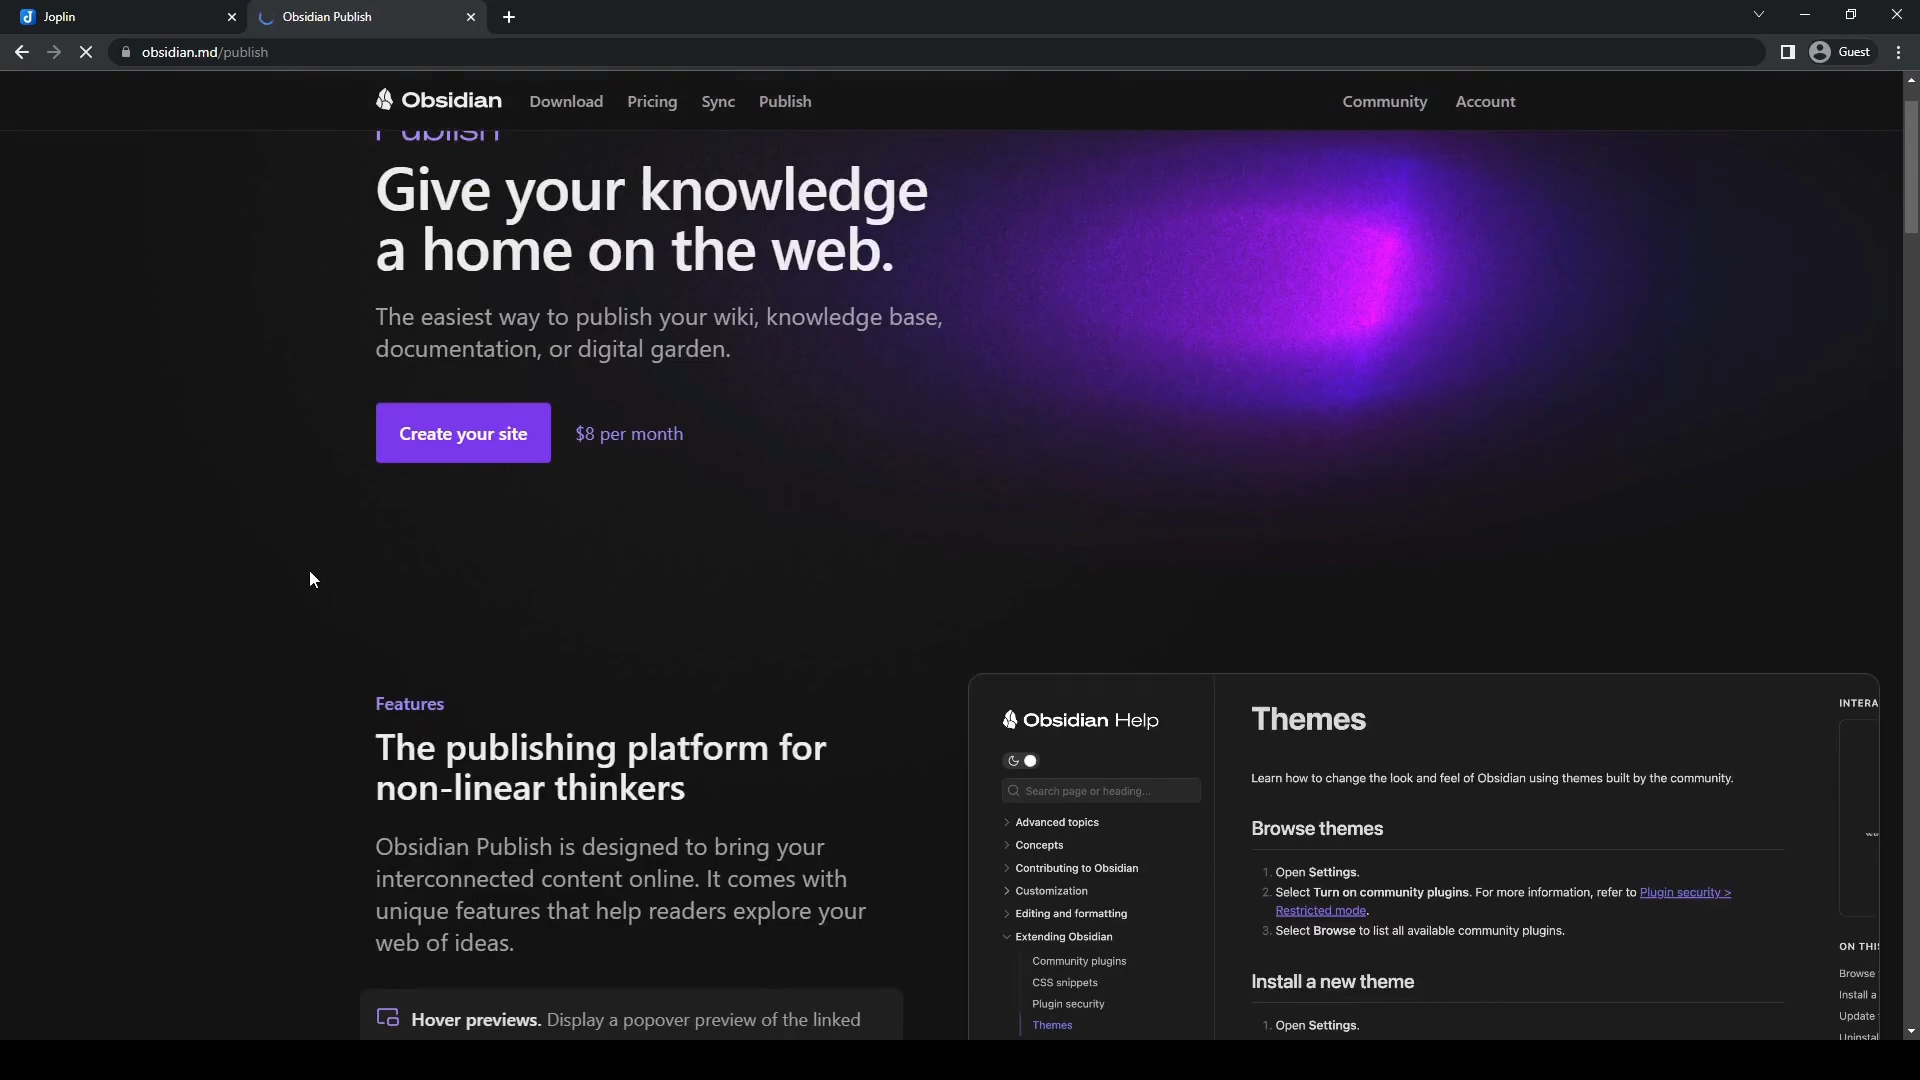 Joplin
Obsidian Publish
obsidian.md/publish
Guest
Obsidian
Download
Pricing
Sync
Publish
Community
Account
Publish
Give your knowledge
a home on the web.
The easiest way to publish your wiki, knowledge base,
documentation, or digital garden.
Create your site
$8 per month
Features
The publishing platform for
non-linear thinkers
Obsidian Publish is designed to bring your
interconnected content online. It comes with
unique features that help readers explore your
web of ideas.
Hover previews. Display a popover preview of the linked
Obsidian Help
Search page or heading...
Advanced topics
Concepts
Contributing to Obsidian
Customization
Editing and formatting
Extending Obsidian
Community plugins
CSS snippets
Plugin security
Themes
Themes
Learn how to change the look and feel of Obsidian using themes built by the community.
Browse themes
1. Open Settings.
2. Select Turn on community plugins. For more information, refer to Plugin security >
Restricted mode.
3. Select Browse to list all available community plugins.
Install a new theme
1. Open Settings.
INTERA
ON THIS
Browse
Install a
Update
Uninstal